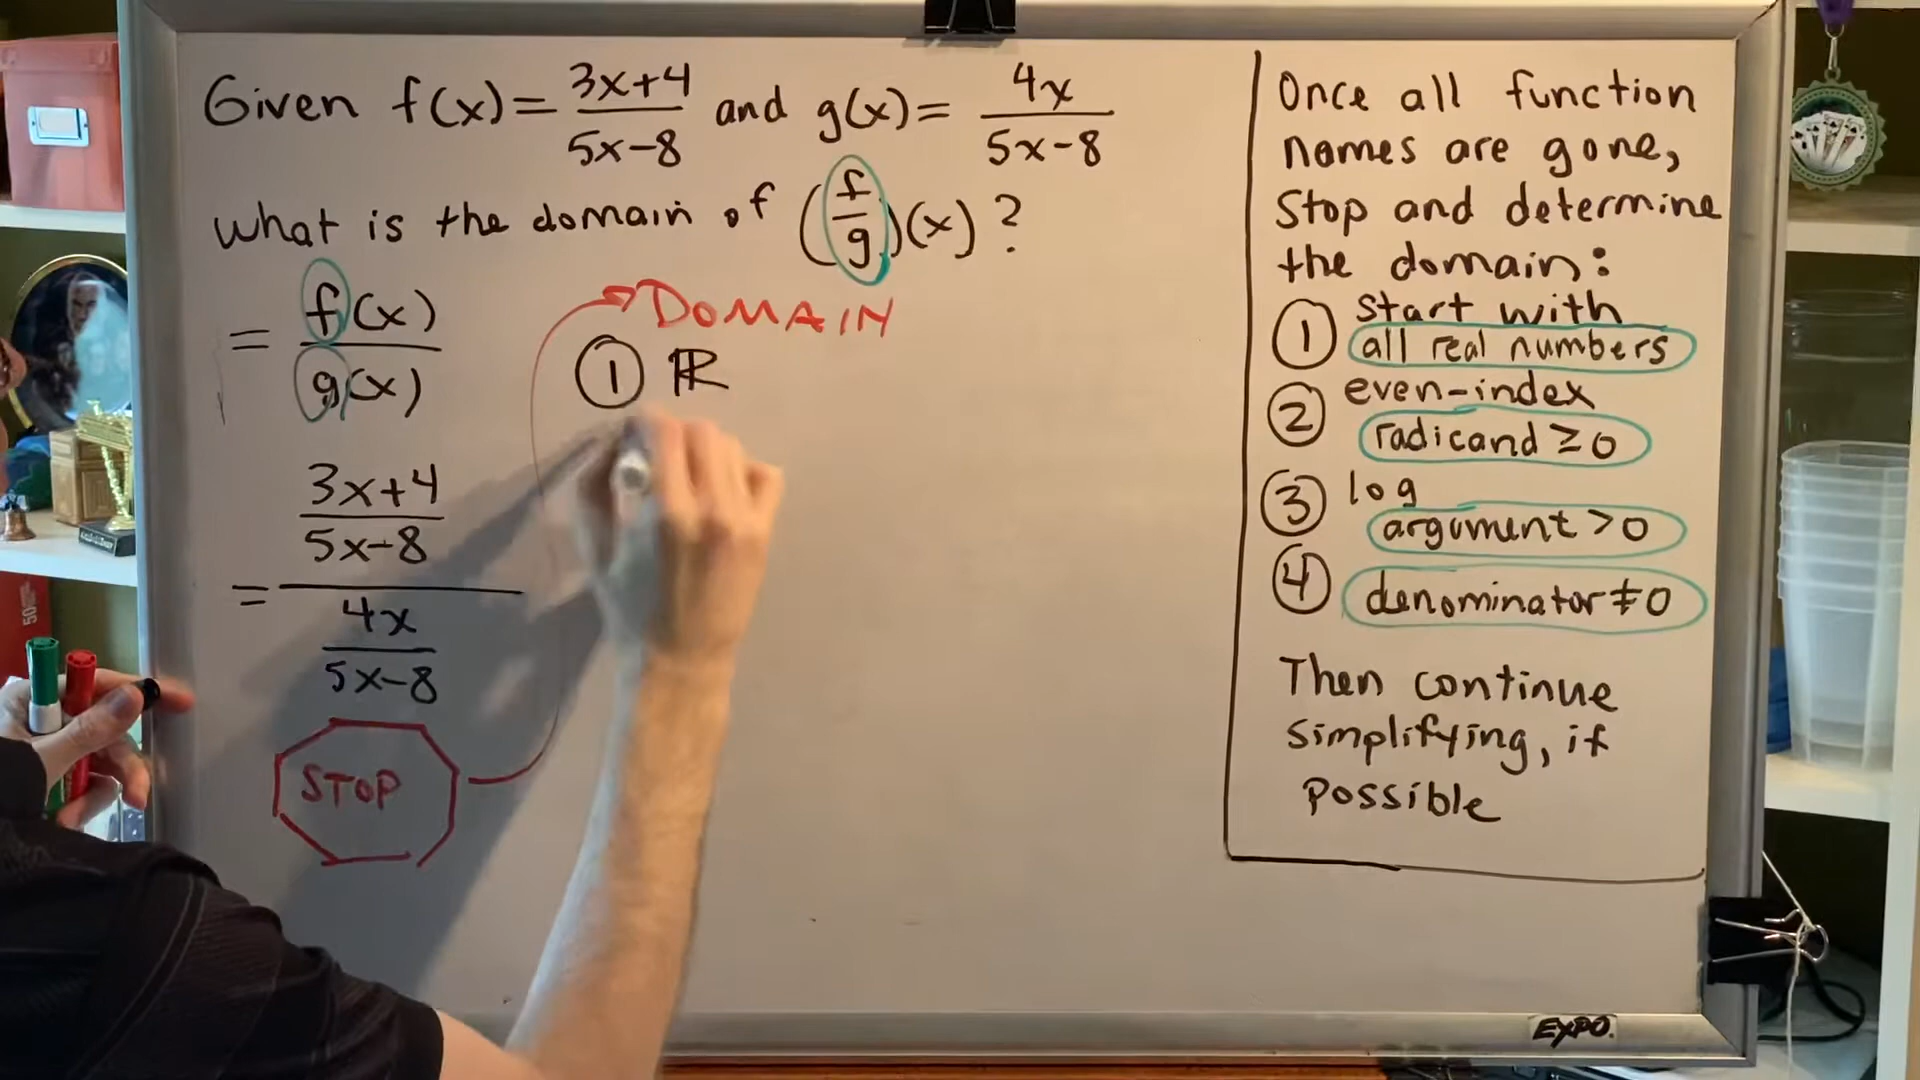 Given f(x) = 3x+4 / 5x-8 and g(x) = 4x / 5x-8
what is the domain of (f/g)(x) ?
= f(x) / g(x)
DOMAIN
① ℝ
3x+4
5x-8
=
4x
5x-8
STOP
Once all function
names are gone,
Stop and determine
the domain:
① start with
all real numbers
② even-index
radicand ≥ 0
③ log
argument > 0
④ denominator ≠ 0
Then continue
simplifying, if
possible
EXPO
50